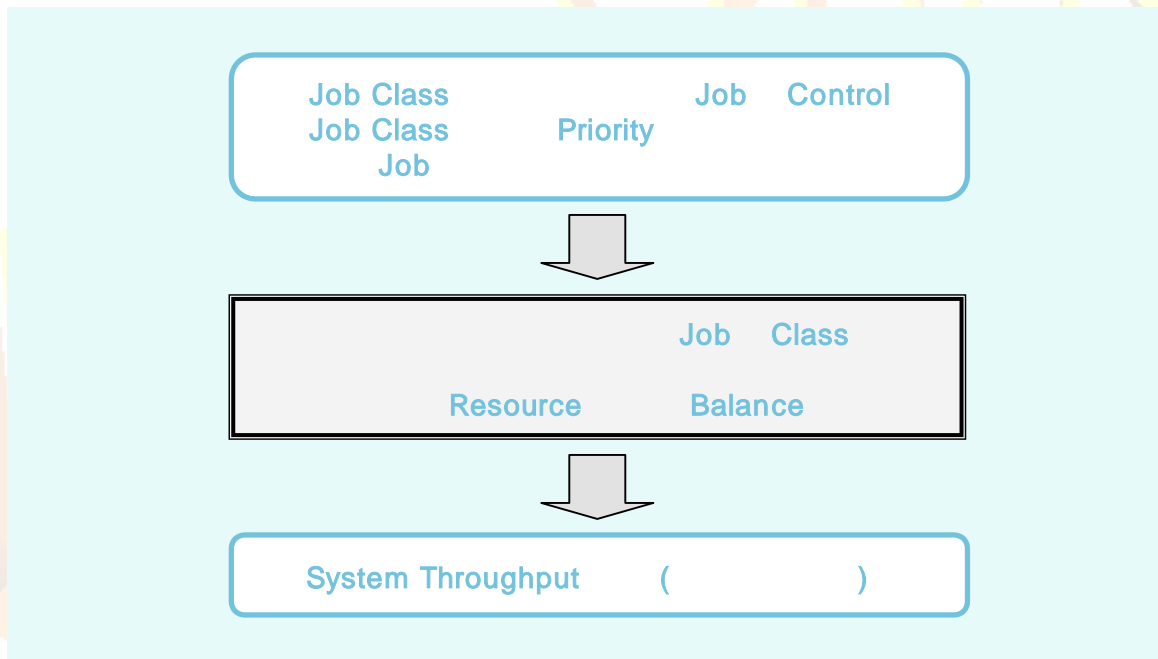 Job Class Job Control
Job Class Priority
Job
Job Class
Resource Balance
System Throughput ( )